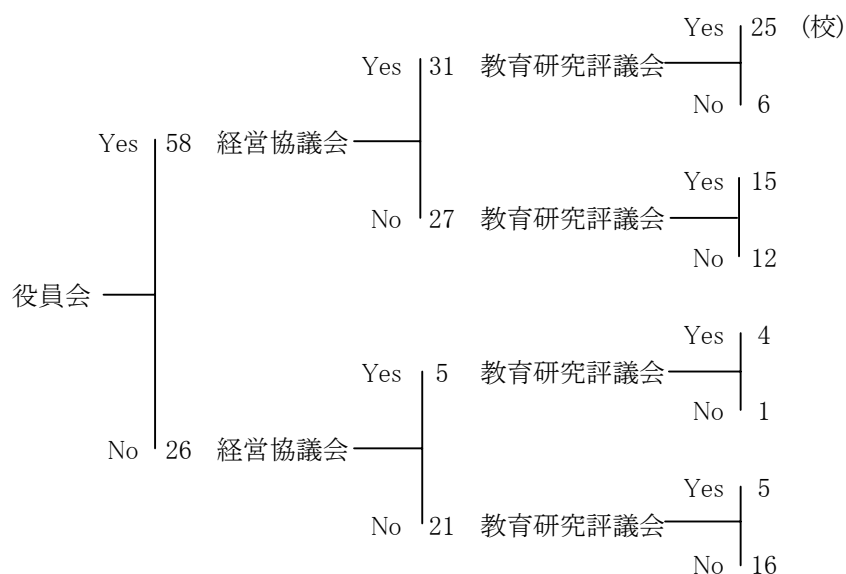 Yes 25 (校)
Yes 31 教育研究評議会
No 6
Yes 58 経営協議会
Yes 15
No 27 教育研究評議会
No 12
役員会
Yes 4
Yes 5 教育研究評議会
No 1
No 26 経営協議会
Yes 5
No 21 教育研究評議会
No 16